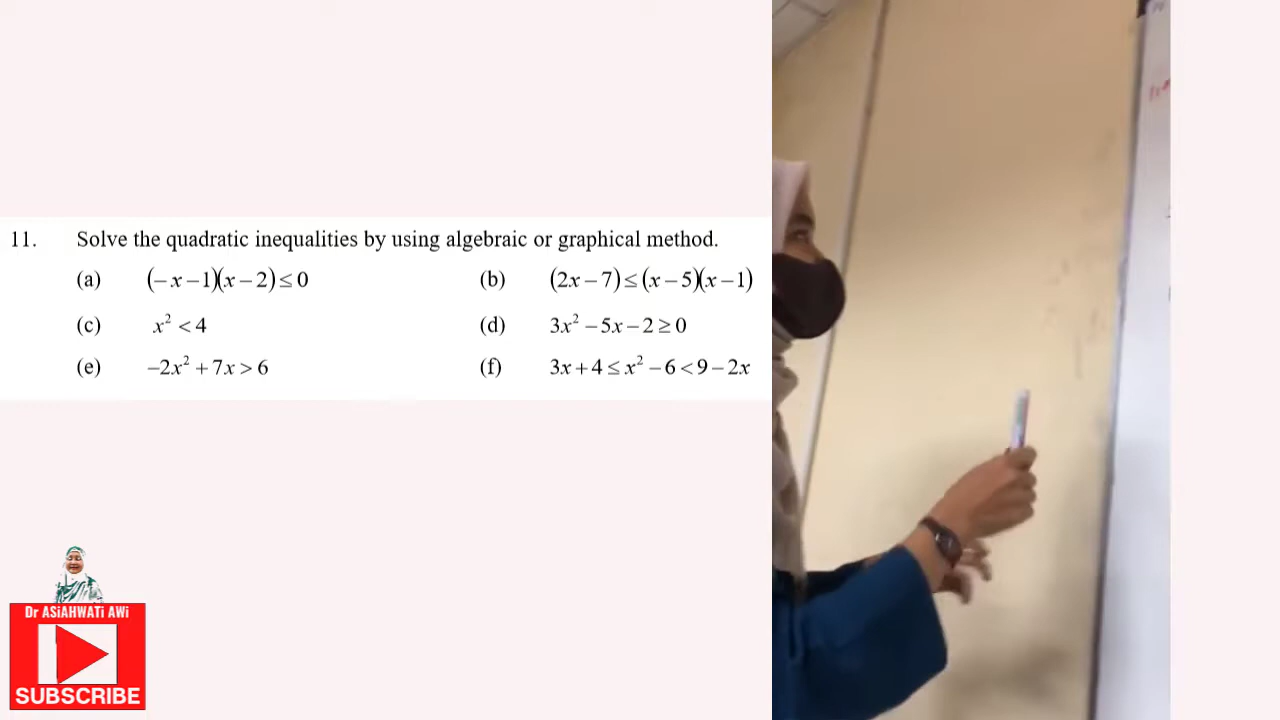 11. Solve the quadratic inequalities by using algebraic or graphical method.
(a) (−x−1)(x−2)≤0 (b) (2x−7)≤(x−5)(x−1)
(c) x²<4 (d) 3x²−5x−2≥0
(e) −2x²+7x>6 (f) 3x+4≤x²−6<9−2x
Dr ASiAHWATi AWi
SUBSCRIBE